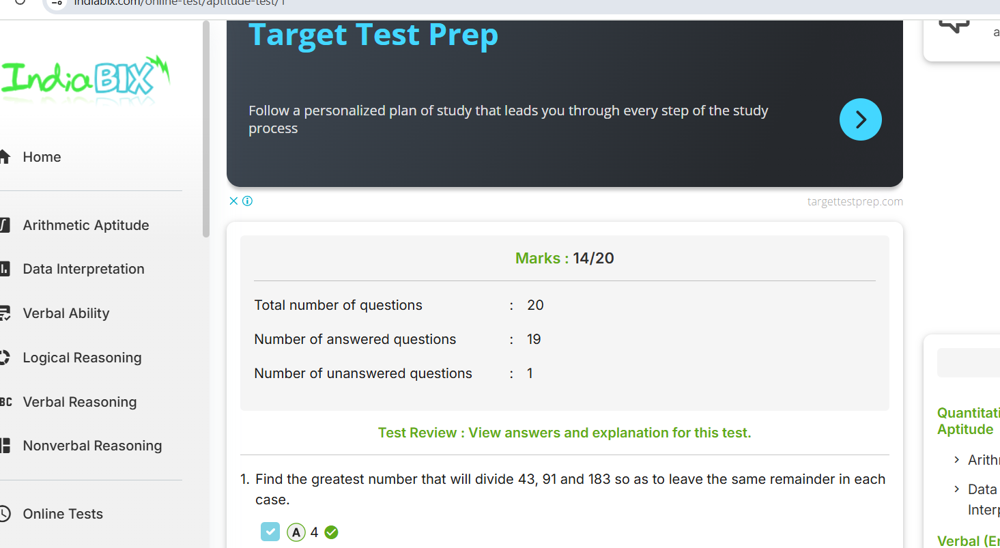 indiabix.com/online-test/aptitude-test/1
Target Test Prep
Follow a personalized plan of study that leads you through every step of the study
process
targettestprep.com
IndiaBIX
Home
Arithmetic Aptitude
Data Interpretation
Verbal Ability
Logical Reasoning
BC Verbal Reasoning
Nonverbal Reasoning
Online Tests
Marks : 14/20
Total number of questions : 20
Number of answered questions : 19
Number of unanswered questions : 1
Test Review : View answers and explanation for this test.
1. Find the greatest number that will divide 43, 91 and 183 so as to leave the same remainder in each
case.
A 4
a
Quantitati
Aptitude
Arith
Data
Interp
Verbal (En